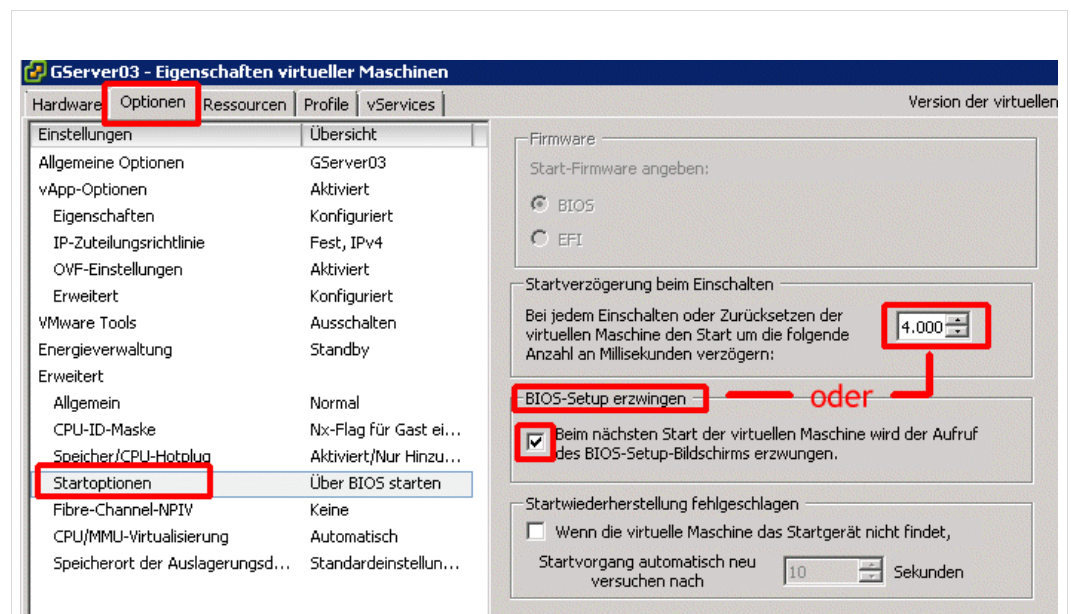 GServer03 - Eigenschaften virtueller Maschinen
Hardware Optionen Ressourcen Profile vServices Version der virtuellen
Einstellungen Übersicht
Allgemeine Optionen GServer03
vApp-Optionen Aktiviert
Eigenschaften Konfiguriert
IP-Zuteilungsrichtlinie Fest, IPv4
OVF-Einstellungen Aktiviert
Erweitert Konfiguriert
VMware Tools Ausschalten
Energieverwaltung Standby
Erweitert
Allgemein Normal
CPU-ID-Maske Nx-Flag für Gast ei...
Speicher/CPU-Hotplug Aktiviert/Nur Hinzu...
Startoptionen Über BIOS starten
Fibre-Channel-NPIV Keine
CPU/MMU-Virtualisierung Automatisch
Speicherort der Auslagerungsd... Standardeinstellun...
Firmware
Start-Firmware angeben:
BIOS
EFI
Startverzögerung beim Einschalten
Bei jedem Einschalten oder Zurücksetzen der
virtuellen Maschine den Start um die folgende
Anzahl an Millisekunden verzögern:
4.000
BIOS-Setup erzwingen
oder
Beim nächsten Start der virtuellen Maschine wird der Aufruf
des BIOS-Setup-Bildschirms erzwungen.
Startwiederherstellung fehlgeschlagen
Wenn die virtuelle Maschine das Startgerät nicht findet,
Startvorgang automatisch neu
versuchen nach
10 Sekunden